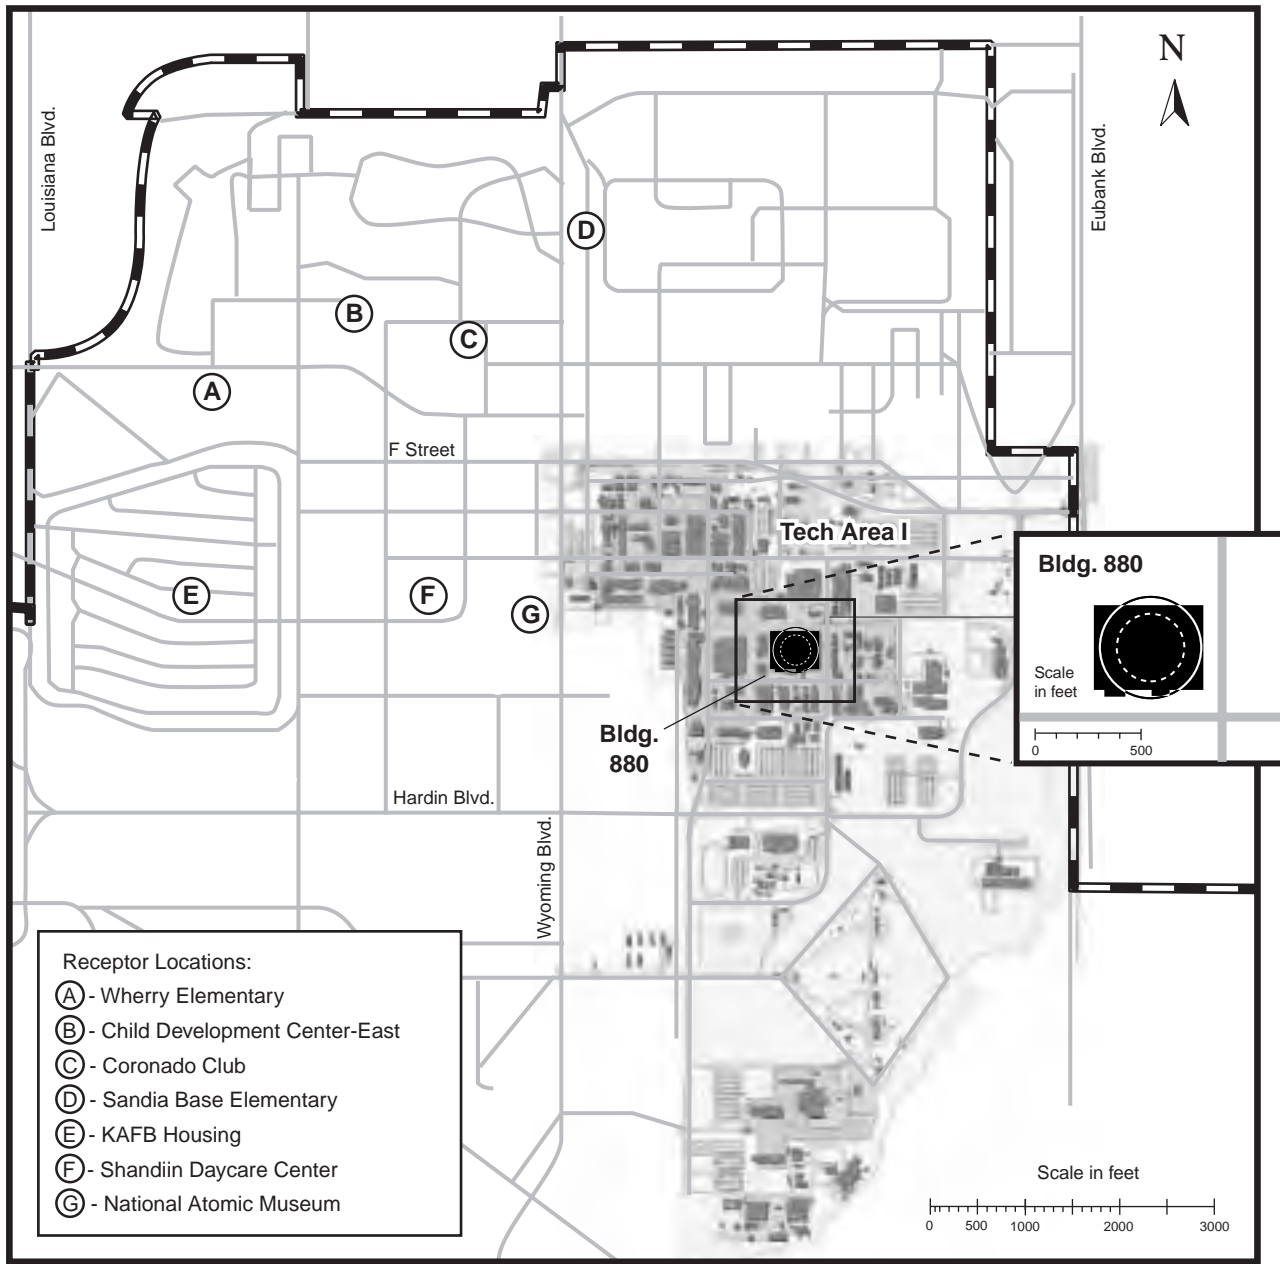 N
Louisiana Blvd.
Eubank Blvd.
D
B
C
A
F Street
Tech Area I
Bldg. 880
E
F
G
Scale
in feet
0 500
Bldg.
880
Hardin Blvd.
Wyoming Blvd.
Receptor Locations:
A - Wherry Elementary
B - Child Development Center-East
C - Coronado Club
D - Sandia Base Elementary
E - KAFB Housing
F - Shandiin Daycare Center
G - National Atomic Museum
Scale in feet
0 500 1000 2000 3000